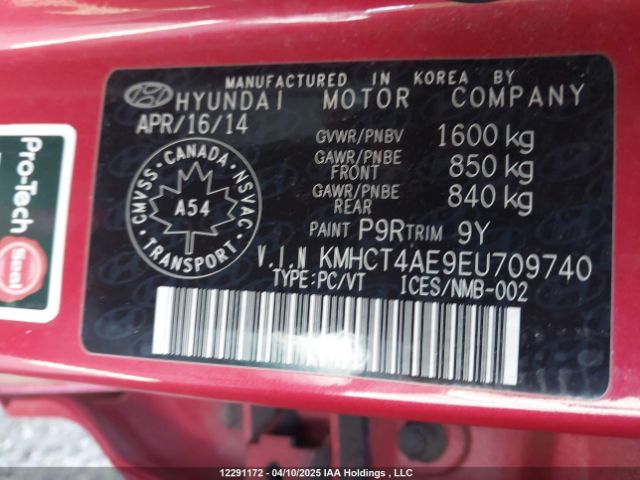 MANUFACTURED IN KOREA BY
HYUNDAI MOTOR COMPANY
APR/16/14
GVWR/PNBV 1600 kg
GAWR/PNBE FRONT 850 kg
GAWR/PNBE REAR 840 kg
CANADA
CMVSS
NSVAC
A54
TRANSPORT
PAINT P9R TRIM 9Y
V.I.N KMHCT4AE9EU709740
TYPE:PC/VT ICES/NMB-002
Pro-Tech
Seal
12291172 - 04/10/2025 IAA Holdings , LLC